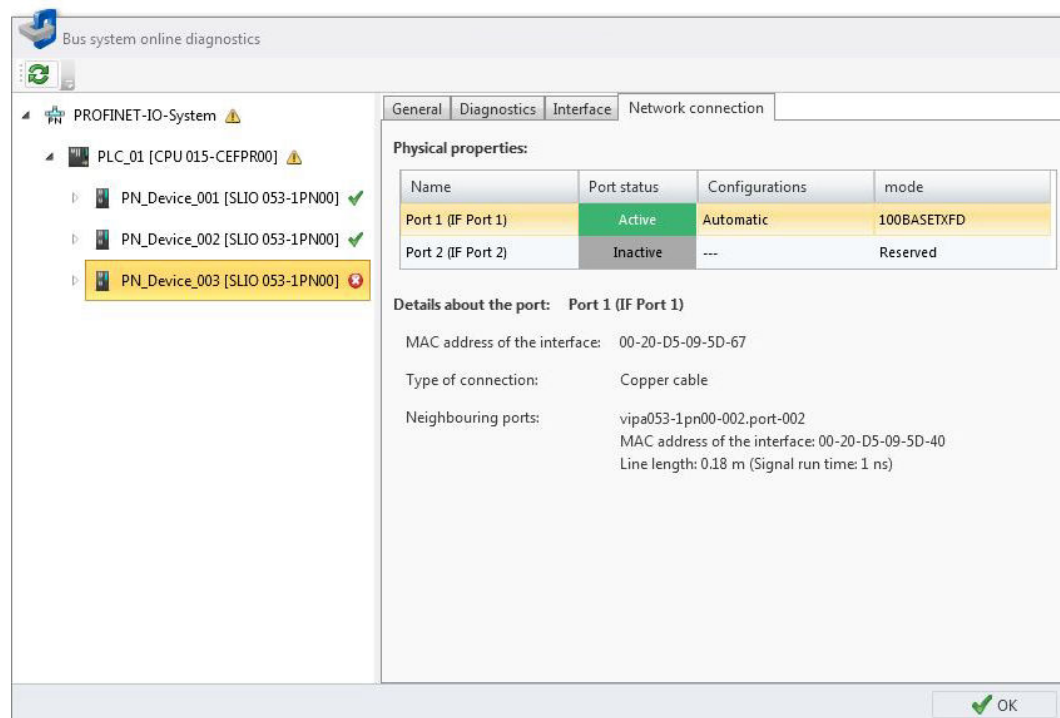 Bus system online diagnostics
PROFINET-IO-System
PN
PLC_01 [CPU 015-CEFPR00]
PN_Device_001 [SLIO 053-1PN00]
PN_Device_002 [SLIO 053-1PN00]
PN_Device_003 [SLIO 053-1PN00]
General Diagnostics Interface Network connection
Physical properties:
Name Port status Configurations mode
Port 1 (IF Port 1) Active Automatic 100BASETXFD
Port 2 (IF Port 2) Inactive --- Reserved
Details about the port: Port 1 (IF Port 1)
MAC address of the interface: 00-20-D5-09-5D-67
Type of connection: Copper cable
Neighbouring ports: vipa053-1pn00-002.port-002
MAC address of the interface: 00-20-D5-09-5D-40
Line length: 0.18 m (Signal run time: 1 ns)
OK